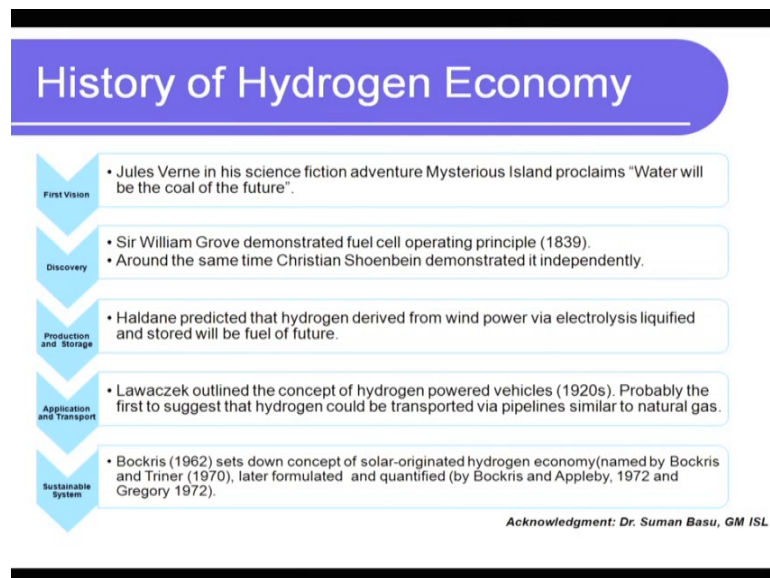 History of Hydrogen Economy
First Vision
• Jules Verne in his science fiction adventure Mysterious Island proclaims “Water will
be the coal of the future”.
Discovery
• Sir William Grove demonstrated fuel cell operating principle (1839).
• Around the same time Christian Shoenbein demonstrated it independently.
Production
and Storage
• Haldane predicted that hydrogen derived from wind power via electrolysis liquified
and stored will be fuel of future.
Application
and Transport
• Lawaczek outlined the concept of hydrogen powered vehicles (1920s). Probably the
first to suggest that hydrogen could be transported via pipelines similar to natural gas.
Sustainable
System
• Bockris (1962) sets down concept of solar-originated hydrogen economy(named by Bockris
and Triner (1970), later formulated and quantified (by Bockris and Appleby, 1972 and
Gregory 1972).
Acknowledgment: Dr. Suman Basu, GM ISL